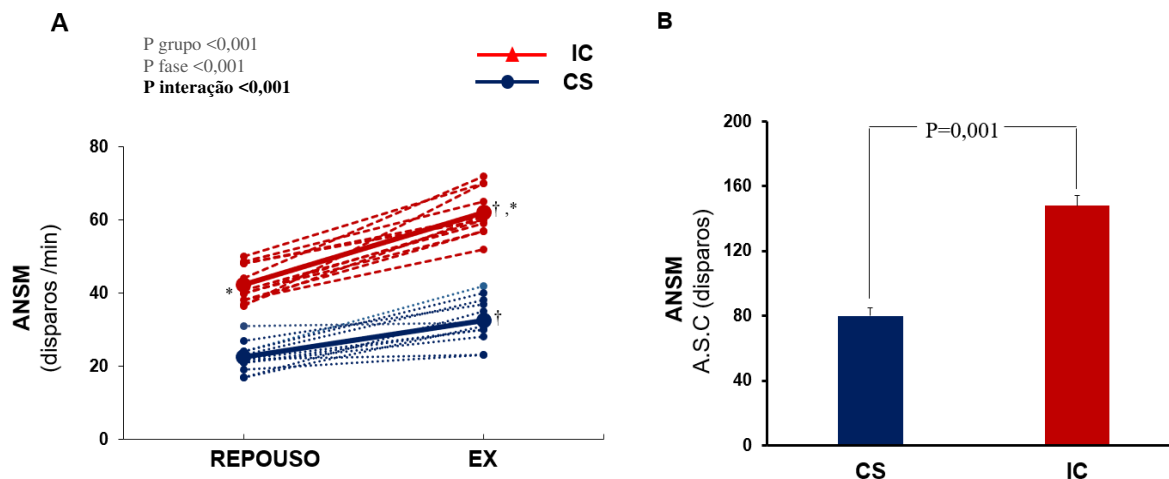 A
P grupo <0,001
P fase <0,001
P interação <0,001
IC
CS
80
60
40
20
0
ANSM
(disparos /min)
*
† ,*
†
REPOUSO
EX
B
200
160
120
80
40
0
ANSM
A.S.C (disparos)
P=0,001
CS
IC